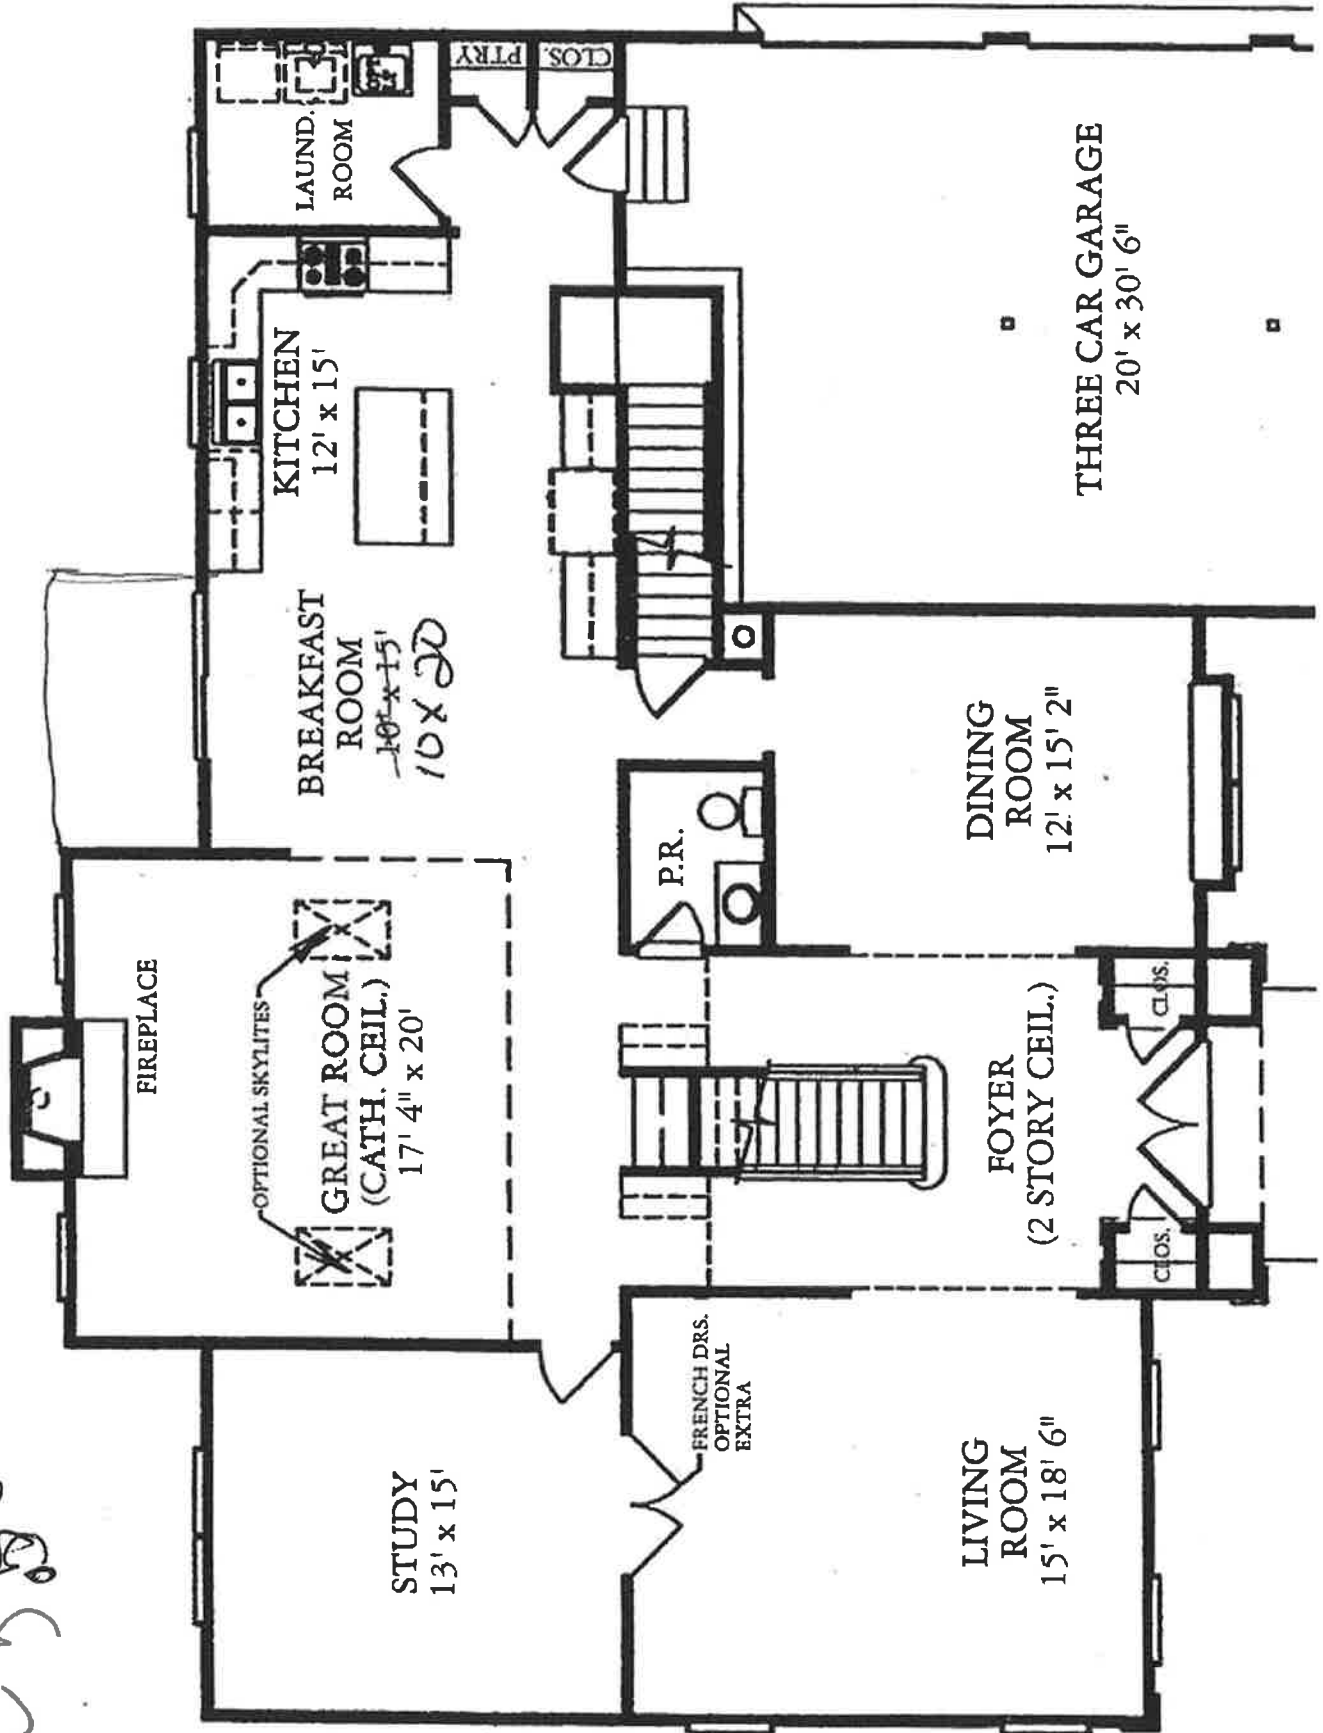 FIREPLACE
OPTIONAL SKYLITES
GREAT ROOM
(CATH. CEIL.)
17' 4" x 20'
BREAKFAST
ROOM
10' x 15'
10 x 20
KITCHEN
12' x 15'
LAUND.
ROOM
PTRY
CLOS.
STUDY
13' x 15'
FRENCH DRS.
OPTIONAL
EXTRA
P.R.
LIVING
ROOM
15' x 18' 6"
FOYER
(2 STORY CEIL.)
CLOS.
CLOS.
DINING
ROOM
12' x 15' 2"
THREE CAR GARAGE
20' x 30' 6"